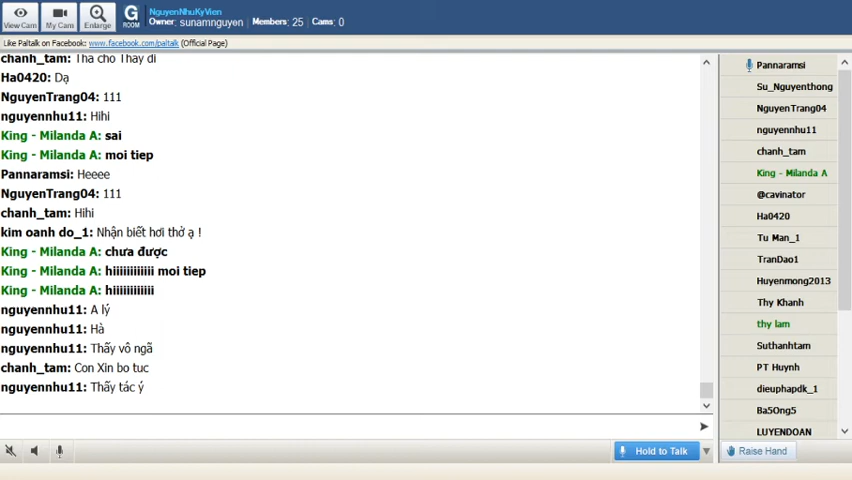 NguyenNhuKyVien
Owner: sunamnguyen Members: 25 Cams: 0
View Cam My Cam Enlarge G ROOM
Like Paltalk on Facebook: www.facebook.com/paltalk (Official Page)
chanh_tam: Tha cho Thay di
Ha0420: Dạ
NguyenTrang04: 111
nguyennhu11: Hihi
King - Milanda A: sai
King - Milanda A: moi tiep
Pannaramsi: Heeee
NguyenTrang04: 111
chanh_tam: Hihi
kim oanh do_1: Nhận biết hơi thở ạ !
King - Milanda A: chưa được
King - Milanda A: hiiiiiiiiiiii moi tiep
King - Milanda A: hiiiiiiiiiiii
nguyennhu11: A lý
nguyennhu11: Hà
nguyennhu11: Thấy vô ngã
chanh_tam: Con Xin bo tuc
nguyennhu11: Thấy tác ý
Pannaramsi
Su_Nguyenthong
NguyenTrang04
nguyennhu11
chanh_tam
King - Milanda A
@cavinator
Ha0420
Tu Man_1
TranDao1
Huyenmong2013
Thy Khanh
thy lam
Suthanhtam
PT Huynh
dieuphapdk_1
Ba5Ong5
LUYENDOAN
Hold to Talk
Raise Hand